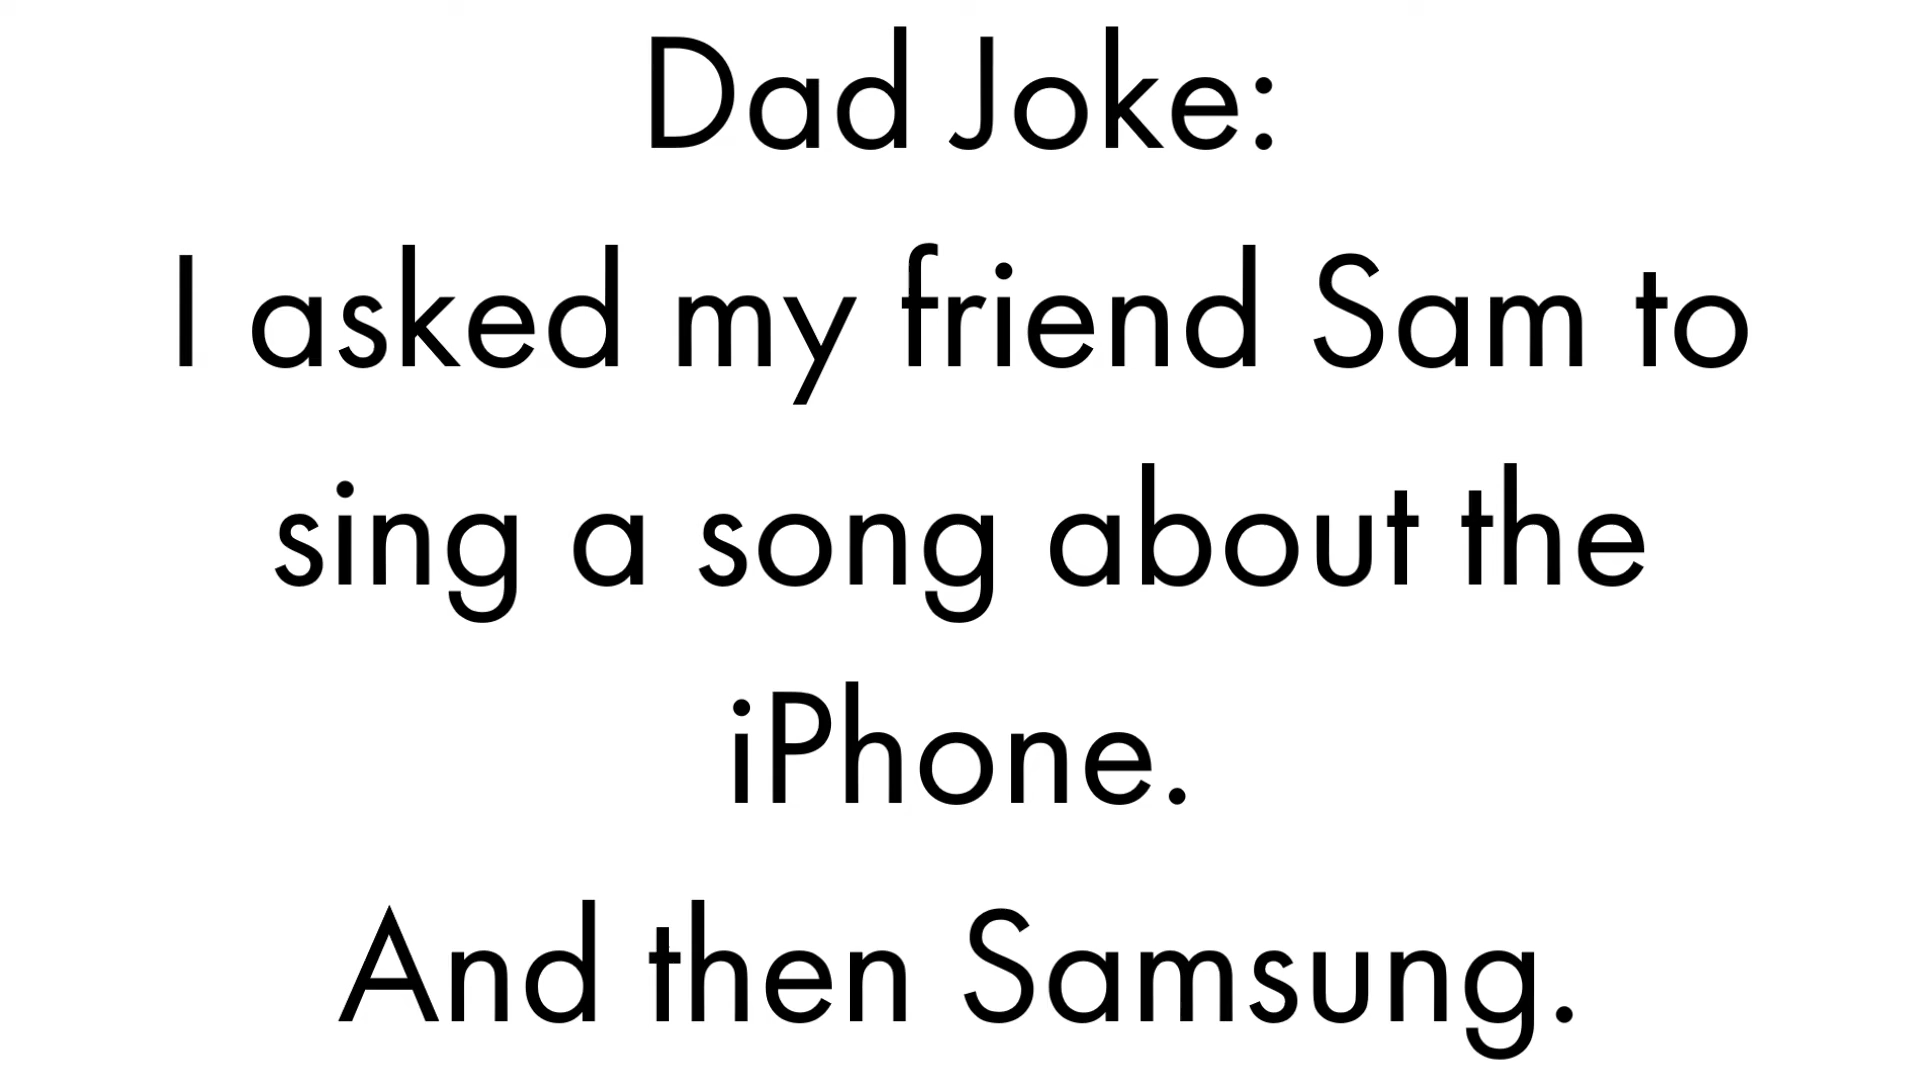 Dad Joke:
I asked my friend Sam to
sing a song about the
iPhone.
And then Samsung.